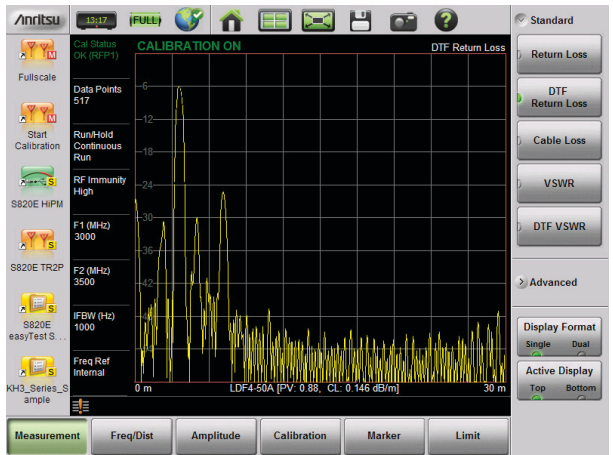 Anritsu
13:17
FULL
Standard
Cal Status
OK (RFP1)
CALIBRATION ON
DTF Return Loss
Fullscale
Data Points
517
Start
Calibration
Run/Hold
Continuous
Run
RF Immunity
High
S820E HiPM
F1 (MHz)
3000
S820E TR2P
F2 (MHz)
3500
S820E
easyTest S. . .
IFBW (Hz)
1000
Freq Ref
Internal
KH3_Series_S
ample
-6
-12
-18
-24
-30
-36
-42
0 m
LDF4-50A [PV: 0.88, CL: 0.146 dB/m]
30 m
Return Loss
DTF
Return Loss
Cable Loss
VSWR
DTF VSWR
Advanced
Display Format
Single Dual
Active Display
Top Bottom
Measurement
Freq/Dist
Amplitude
Calibration
Marker
Limit